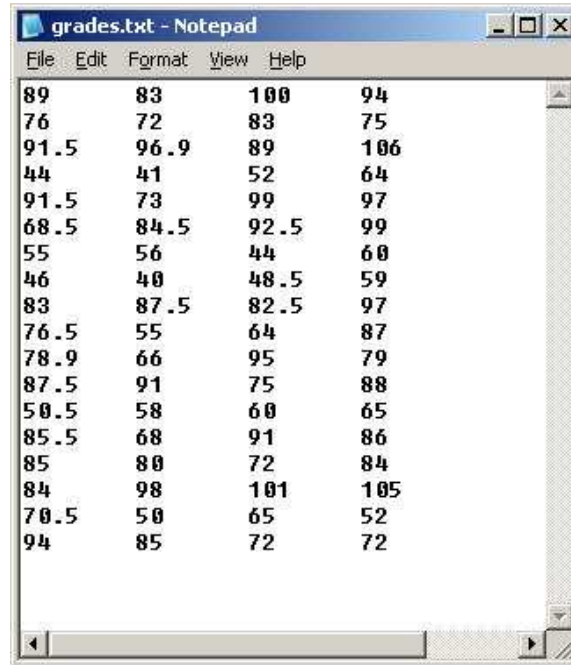 grades.txt - Notepad
File Edit Format View Help
89 83 100 94
76 72 83 75
91.5 96.9 89 106
44 41 52 64
91.5 73 99 97
68.5 84.5 92.5 99
55 56 44 60
46 40 48.5 59
83 87.5 82.5 97
76.5 55 64 87
78.9 66 95 79
87.5 91 75 88
50.5 58 60 65
85.5 68 91 86
85 80 72 84
84 98 101 105
70.5 50 65 52
94 85 72 72